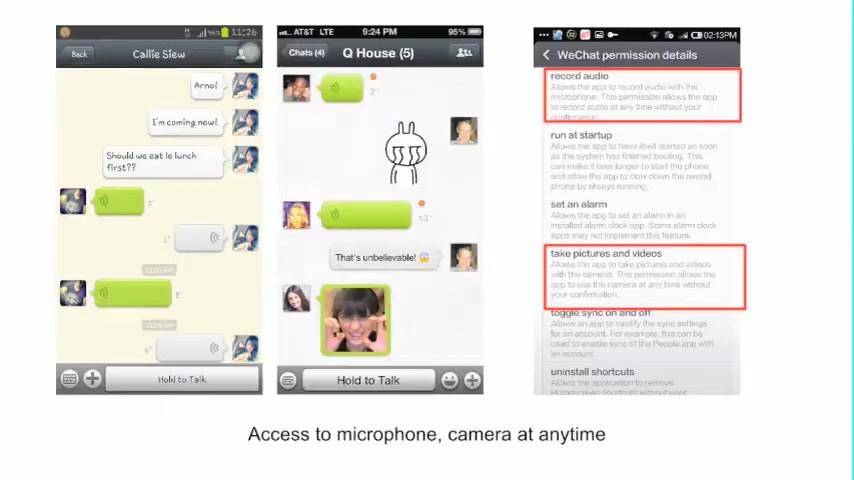 11:26
Back
Callie Siew
Arno!
I'm coming now!
Should we eat le lunch
first??
2"
1"
Hold to Talk
AT&T LTE
9:24 PM
95%
Chats (4)
Q House (5)
2"
That's unbelievable!
Hold to Talk
02:13PM
WeChat permission details
record audio
Allows the app to record audio with the
microphone. This permission allows the app
to record audio at any time without your
confirmation.
run at startup
Allows the app to have itself started as soon
as the system has finished booting. This
can make it take longer to start the phone
and allow the app to slow down the overall
phone by always running.
set an alarm
Allows the app to set an alarm in an
installed alarm clock app. Some alarm clock
apps may not implement this feature.
take pictures and videos
Allows the app to take pictures and videos
with the camera. This permission allows the
app to use the camera at any time without
your confirmation.
toggle sync on and off
Allows an app to modify the sync settings
for an account. For example, this can be
used to enable sync of the People app with
an account.
uninstall shortcuts
Allows the application to remove
Access to microphone, camera at anytime